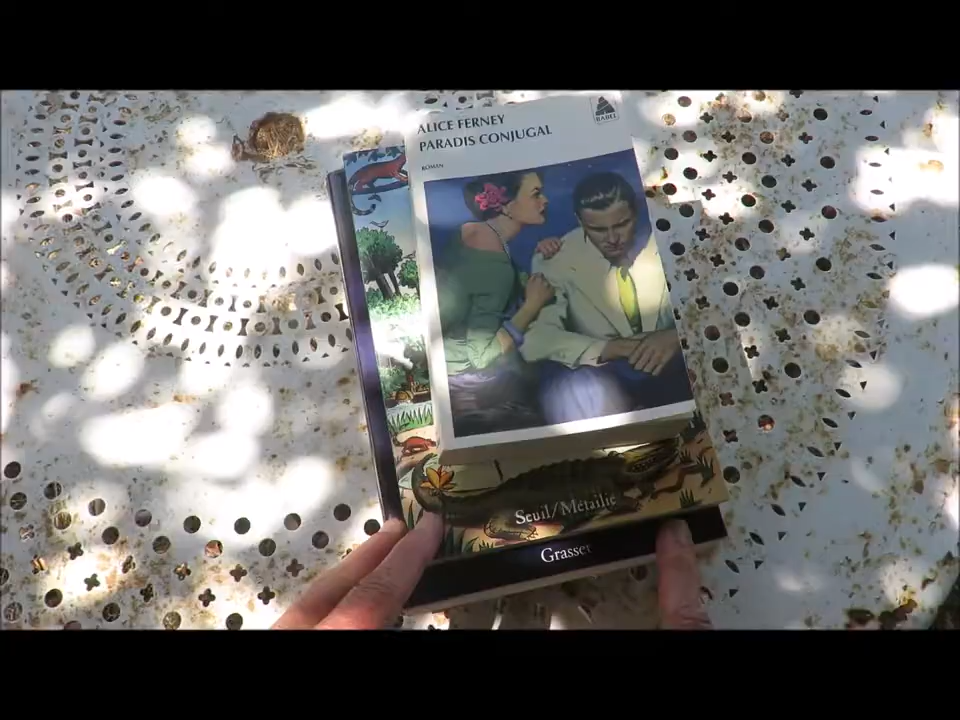 ALICE FERNEY
PARADIS CONJUGAL
ROMAN
BABEL
Seuil/Métailié
Grasset